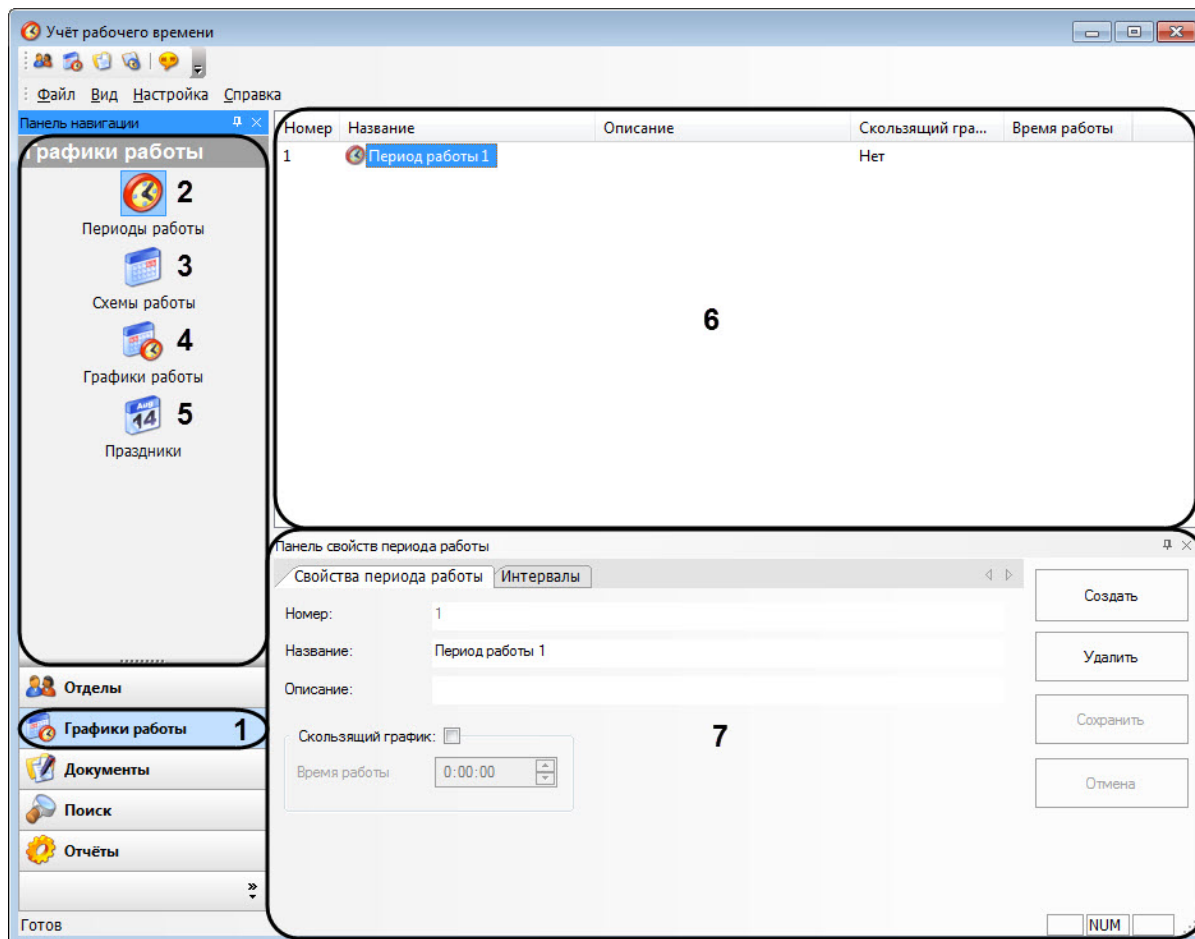 Учёт рабочего времени
Файл Вид Настройка Справка
Панель навигации
Графики работы
2
Периоды работы
3
Схемы работы
4
Графики работы
Aug
14
5
Праздники
Отделы
Графики работы 1
Документы
Поиск
Отчёты
Номер Название Описание Скользящий гра... Время работы
1 Период работы 1 Нет
6
Панель свойств периода работы
Свойства периода работы Интервалы
Номер: 1
Название: Период работы 1
Описание:
Скользящий график:
Время работы 0:00:00
7
Создать
Удалить
Сохранить
Отмена
Готов NUM